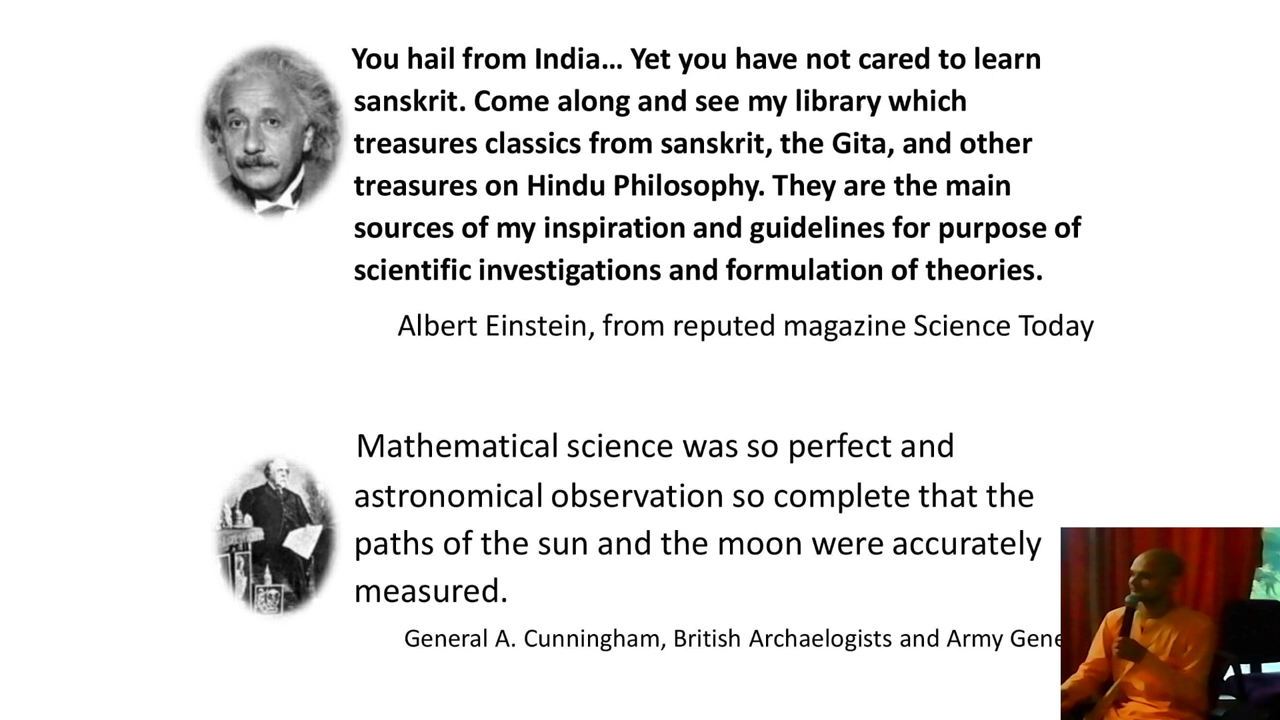 You hail from India... Yet you have not cared to learn
sanskrit. Come along and see my library which
treasures classics from sanskrit, the Gita, and other
treasures on Hindu Philosophy. They are the main
sources of my inspiration and guidelines for purpose of
scientific investigations and formulation of theories.
Albert Einstein, from reputed magazine Science Today
Mathematical science was so perfect and
astronomical observation so complete that the
paths of the sun and the moon were accurately
measured.
General A. Cunningham, British Archaelogists and Army Gene